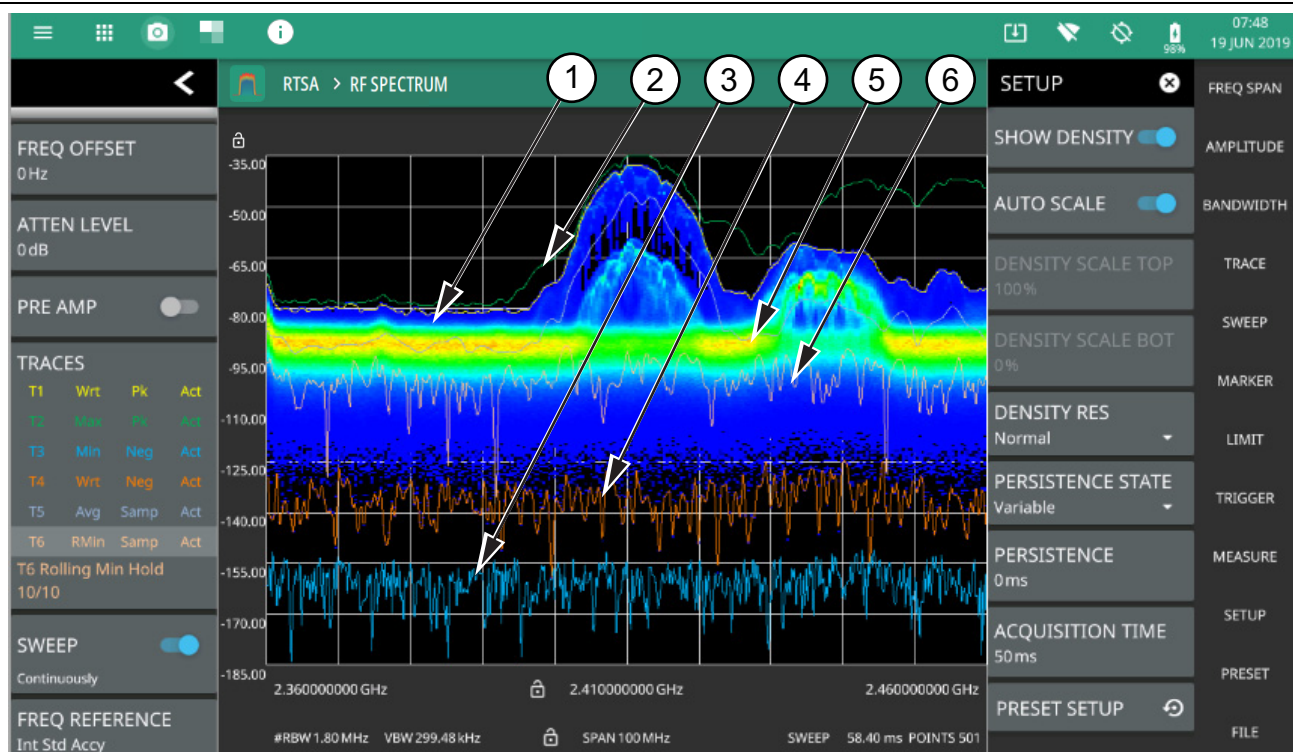 07:48
98%
19 JUN 2019
RTSA > RF SPECTRUM
1 2 3 4 5 6
FREQ OFFSET
0 Hz
ATTEN LEVEL
0 dB
PRE AMP
TRACES
T1 Wrt Pk Act
T2 Max Pk Act
T3 Min Neg Act
T4 Wrt Neg Act
T5 Avg Samp Act
T6 RMin Samp Act
T6 Rolling Min Hold
10/10
SWEEP
Continuously
FREQ REFERENCE
Int Std Accy
-35.00
-50.00
-65.00
-80.00
-95.00
-110.00
-125.00
-140.00
-155.00
-170.00
-185.00
2.360000000 GHz 2.410000000 GHz 2.460000000 GHz
#RBW 1.80 MHz VBW 299.48 kHz SPAN 100 MHz SWEEP 58.40 ms POINTS 501
SETUP
SHOW DENSITY
AUTO SCALE
DENSITY SCALE TOP
100%
DENSITY SCALE BOT
0%
DENSITY RES
Normal
PERSISTENCE STATE
Variable
PERSISTENCE
0 ms
ACQUISITION TIME
50 ms
PRESET SETUP
FREQ SPAN
AMPLITUDE
BANDWIDTH
TRACE
SWEEP
MARKER
LIMIT
TRIGGER
MEASURE
SETUP
PRESET
FILE